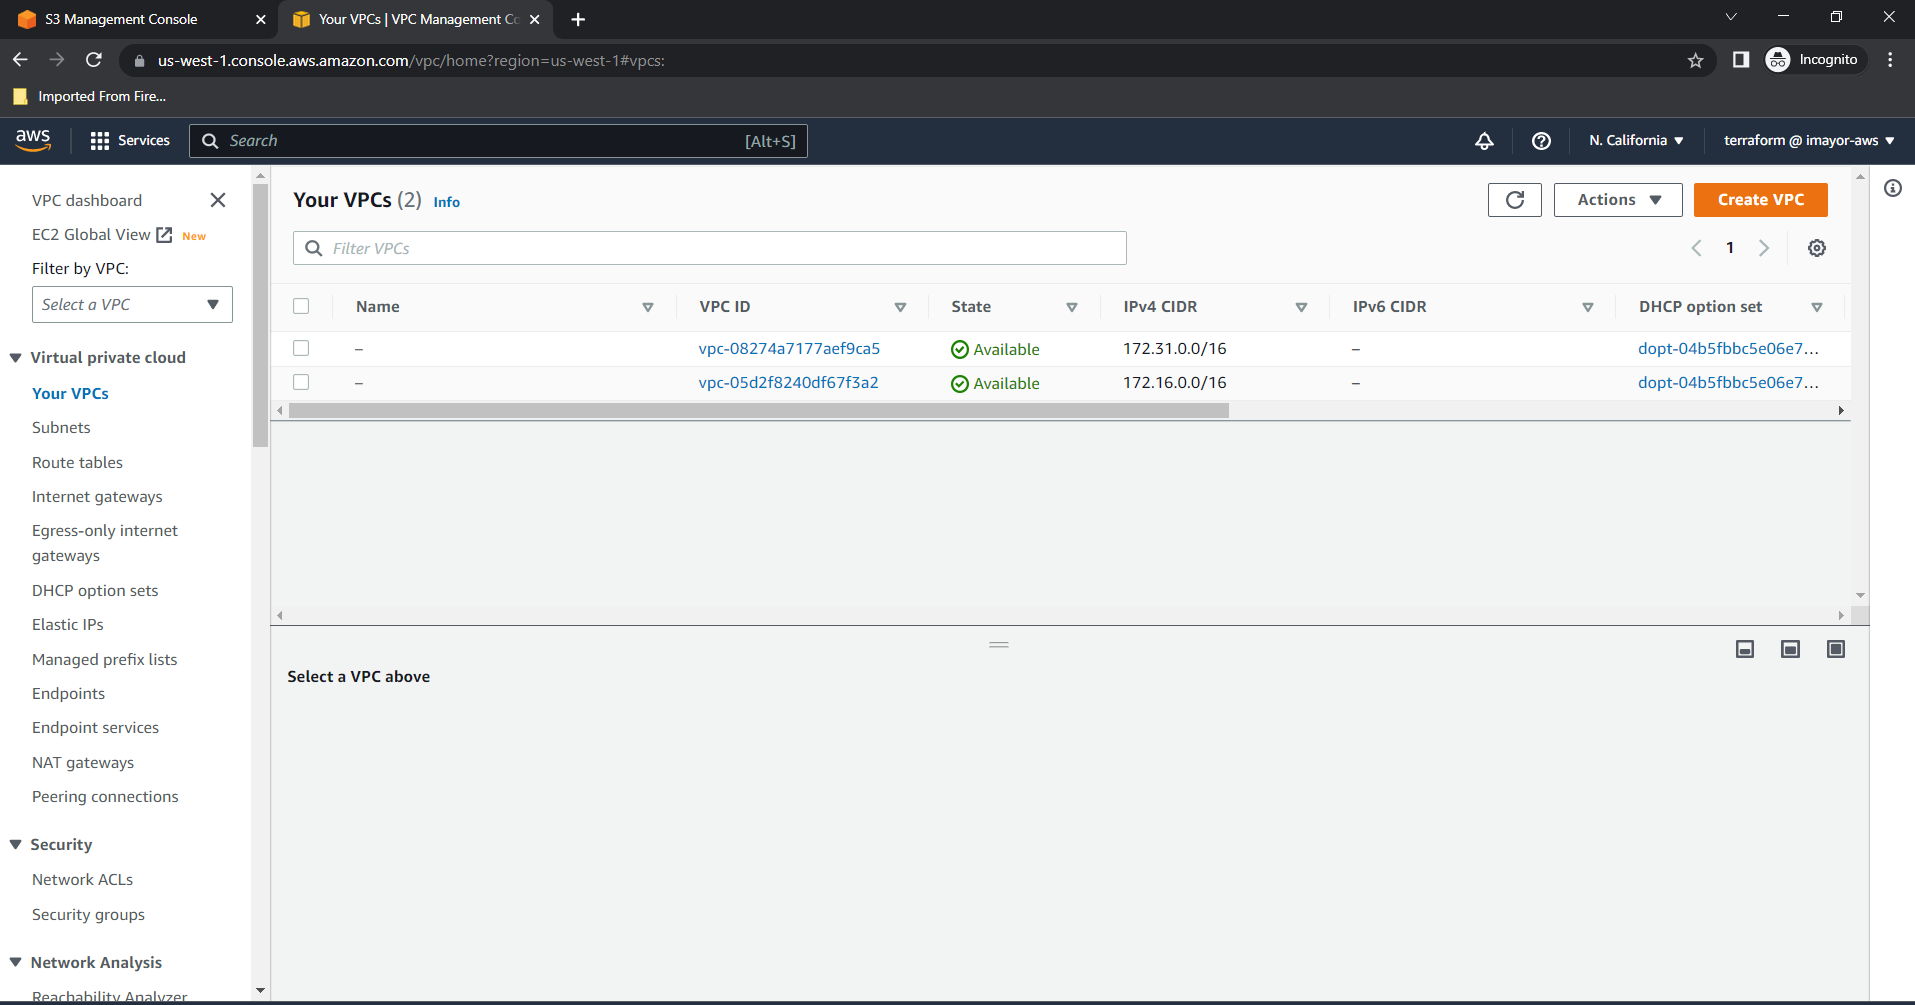 S3 Management Console
Your VPCs | VPC Management Co
us-west-1.console.aws.amazon.com/vpc/home?region=us-west-1#vpcs:
Incognito
Imported From Fire...
aws
Services
Search
[Alt+S]
N. California
terraform @ imayor-aws
VPC dashboard
EC2 Global View
New
Filter by VPC:
Select a VPC
Virtual private cloud
Your VPCs
Subnets
Route tables
Internet gateways
Egress-only internet
gateways
DHCP option sets
Elastic IPs
Managed prefix lists
Endpoints
Endpoint services
NAT gateways
Peering connections
Security
Network ACLs
Security groups
Network Analysis
Reachability Analyzer
Your VPCs (2) Info
Actions
Create VPC
Filter VPCs
1
Name VPC ID State IPv4 CIDR IPv6 CIDR DHCP option set
– vpc-08274a7177aef9ca5 Available 172.31.0.0/16 – dopt-04b5fbbc5e06e7...
– vpc-05d2f8240df67f3a2 Available 172.16.0.0/16 – dopt-04b5fbbc5e06e7...
Select a VPC above